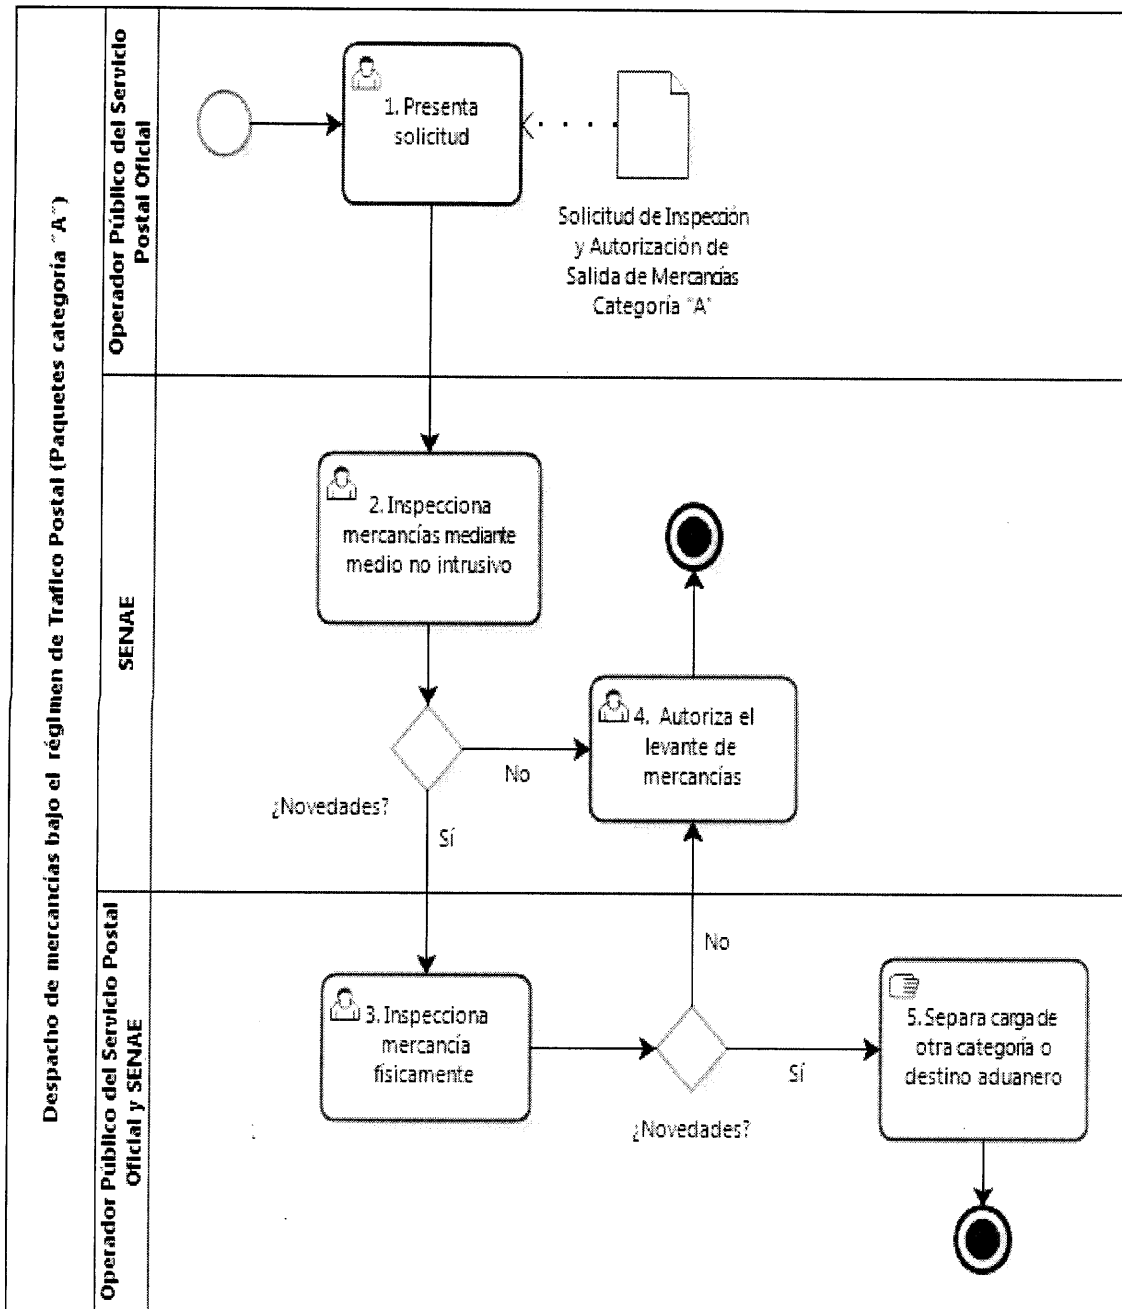 Despacho de mercancías bajo el régimen de Tráfico Postal (Paquetes categoría "A")
Operador Público del Servicio
Postal Oficial
1. Presenta
solicitud
Solicitud de Inspección
y Autorización de
Salida de Mercancías
Categoría "A"
SENAE
2. Inspecciona
mercancías mediante
medio no intrusivo
¿Novedades?
No
Sí
4. Autoriza el
levante de
mercancías
Operador Público del Servicio Postal
Oficial y SENAE
3. Inspecciona
mercancía
físicamente
¿Novedades?
No
Sí
5. Separa carga de
otra categoría o
destino aduanero